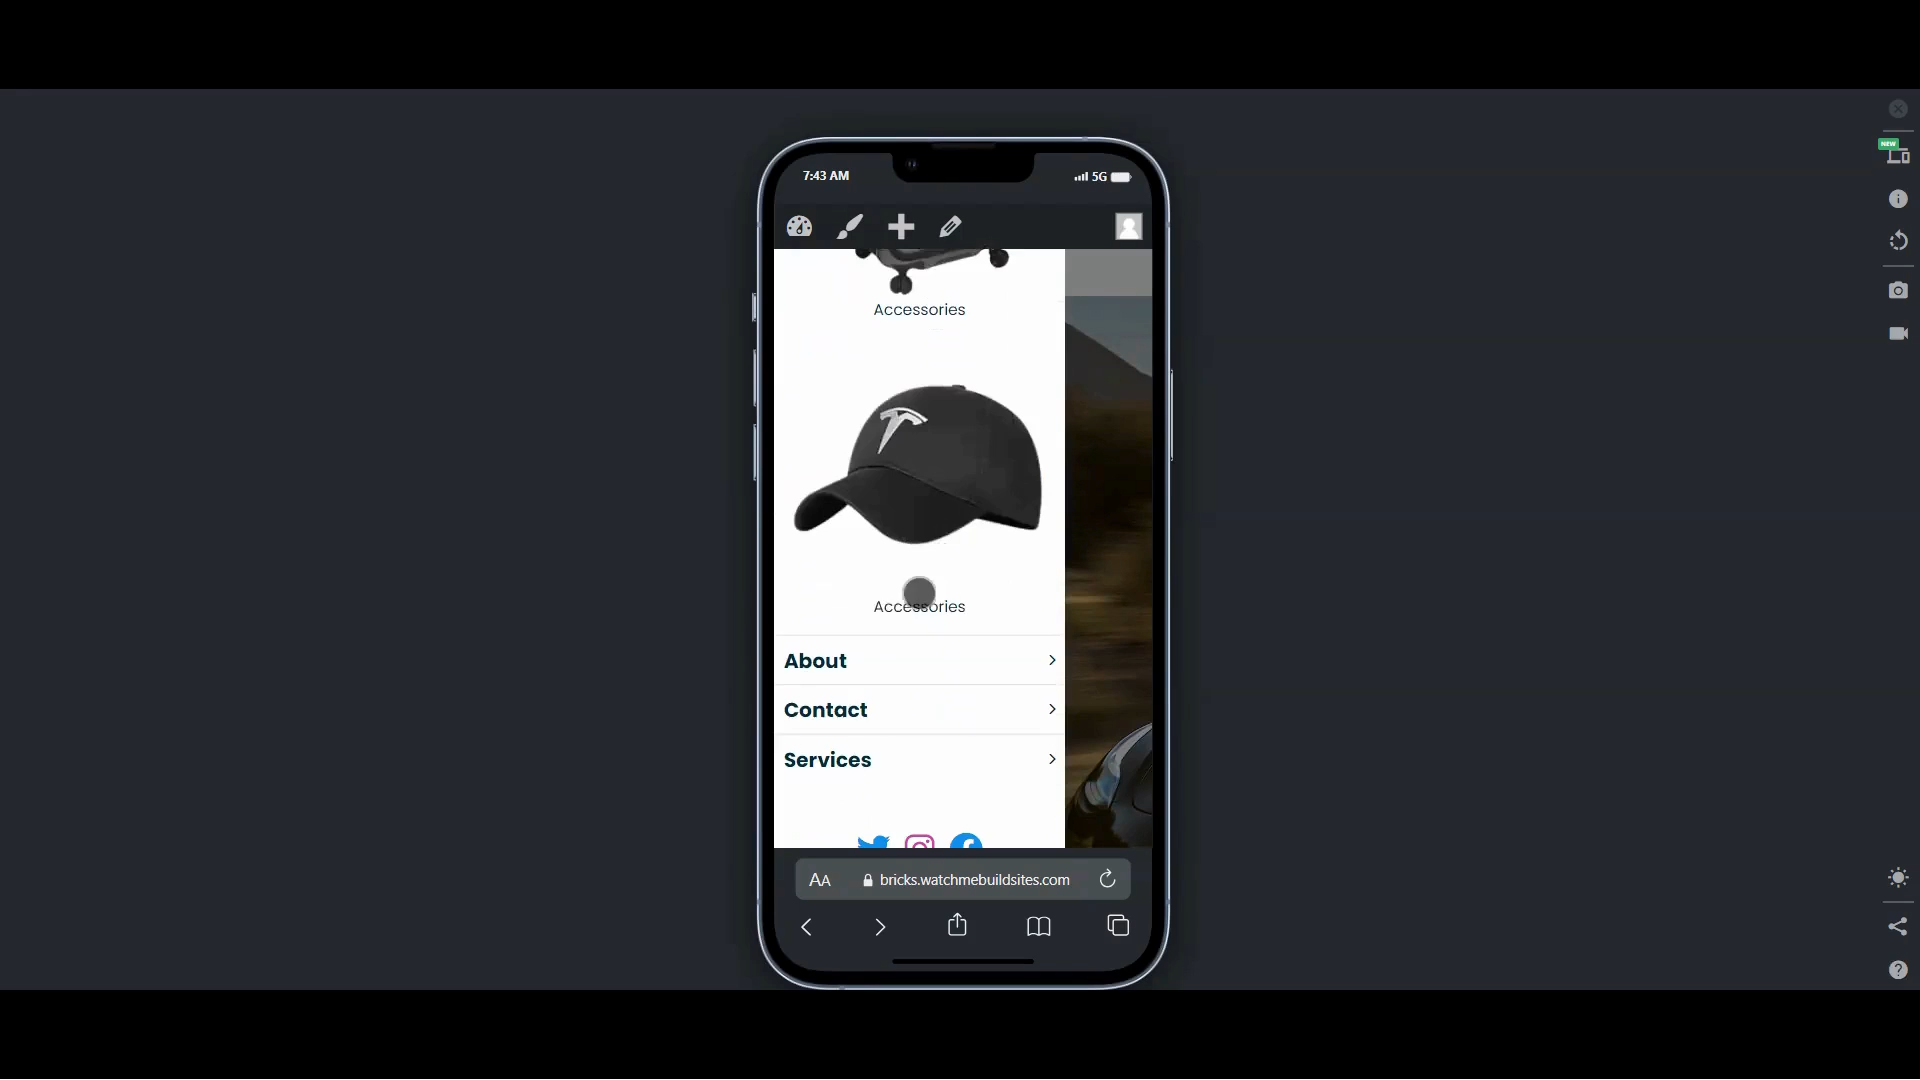 NEW
7:43 AM
5G
Accessories
Accessories
About
Contact
Services
AA
bricks.watchmebuildsites.com